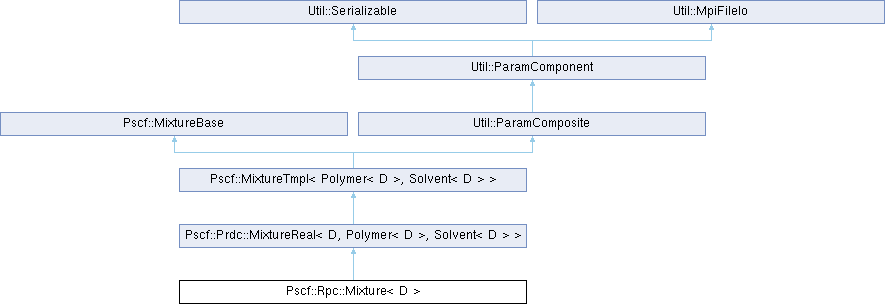 Util::Serializable
Util::MpiFileIo
Util::ParamComponent
Pscf::MixtureBase
Util::ParamComposite
Pscf::MixtureTmpl< Polymer< D >, Solvent< D > >
Pscf::Prdc::MixtureReal< D, Polymer< D >, Solvent< D > >
Pscf::Rpc::Mixture< D >